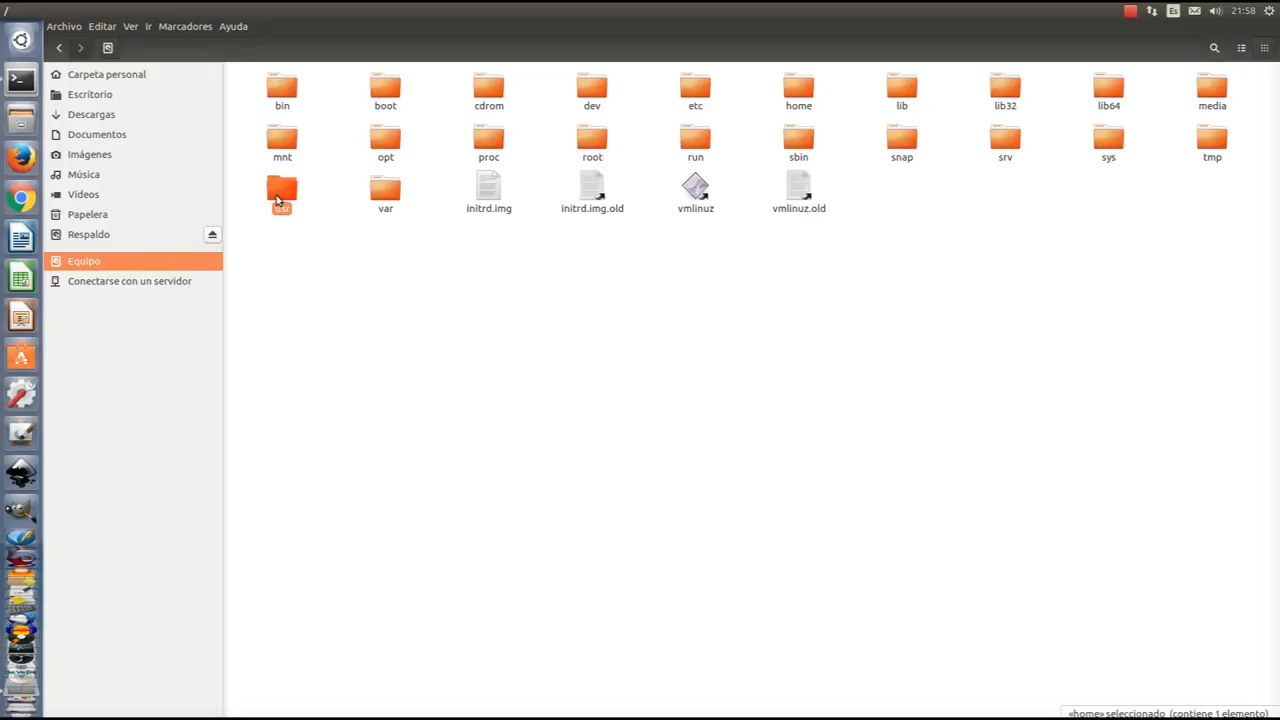 /
Es
21:58
Archivo Editar Ver Ir Marcadores Ayuda
Carpeta personal
Escritorio
Descargas
Documentos
Imágenes
Música
Vídeos
Papelera
Respaldo
Equipo
Conectarse con un servidor
bin boot cdrom dev etc home lib lib32 lib64 media
mnt opt proc root run sbin snap srv sys tmp
usr var initrd.img initrd.img.old vmlinuz vmlinuz.old
«home» seleccionado (contiene 1 elemento)